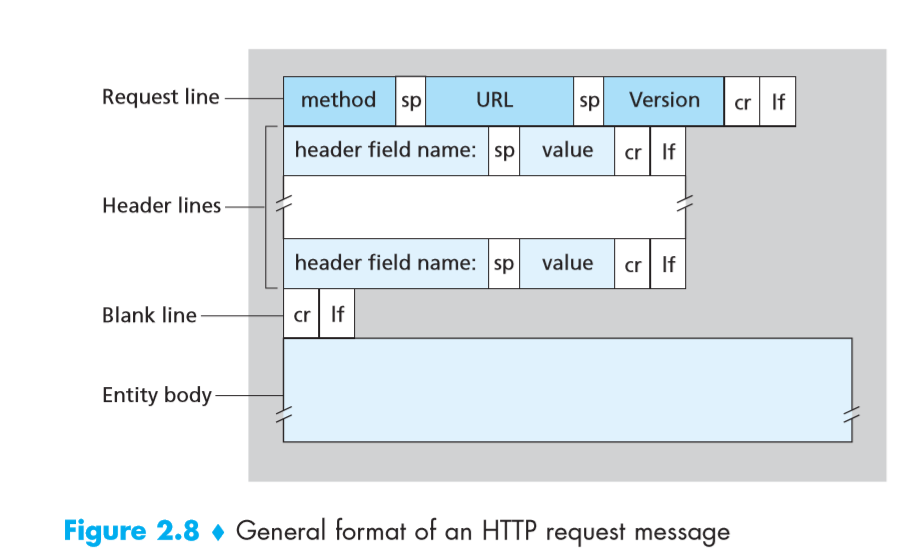 Request line method sp URL sp Version cr lf
header field name: sp value cr lf
Header lines
header field name: sp value cr lf
Blank line cr lf
Entity body
Figure 2.8 ♦ General format of an HTTP request message